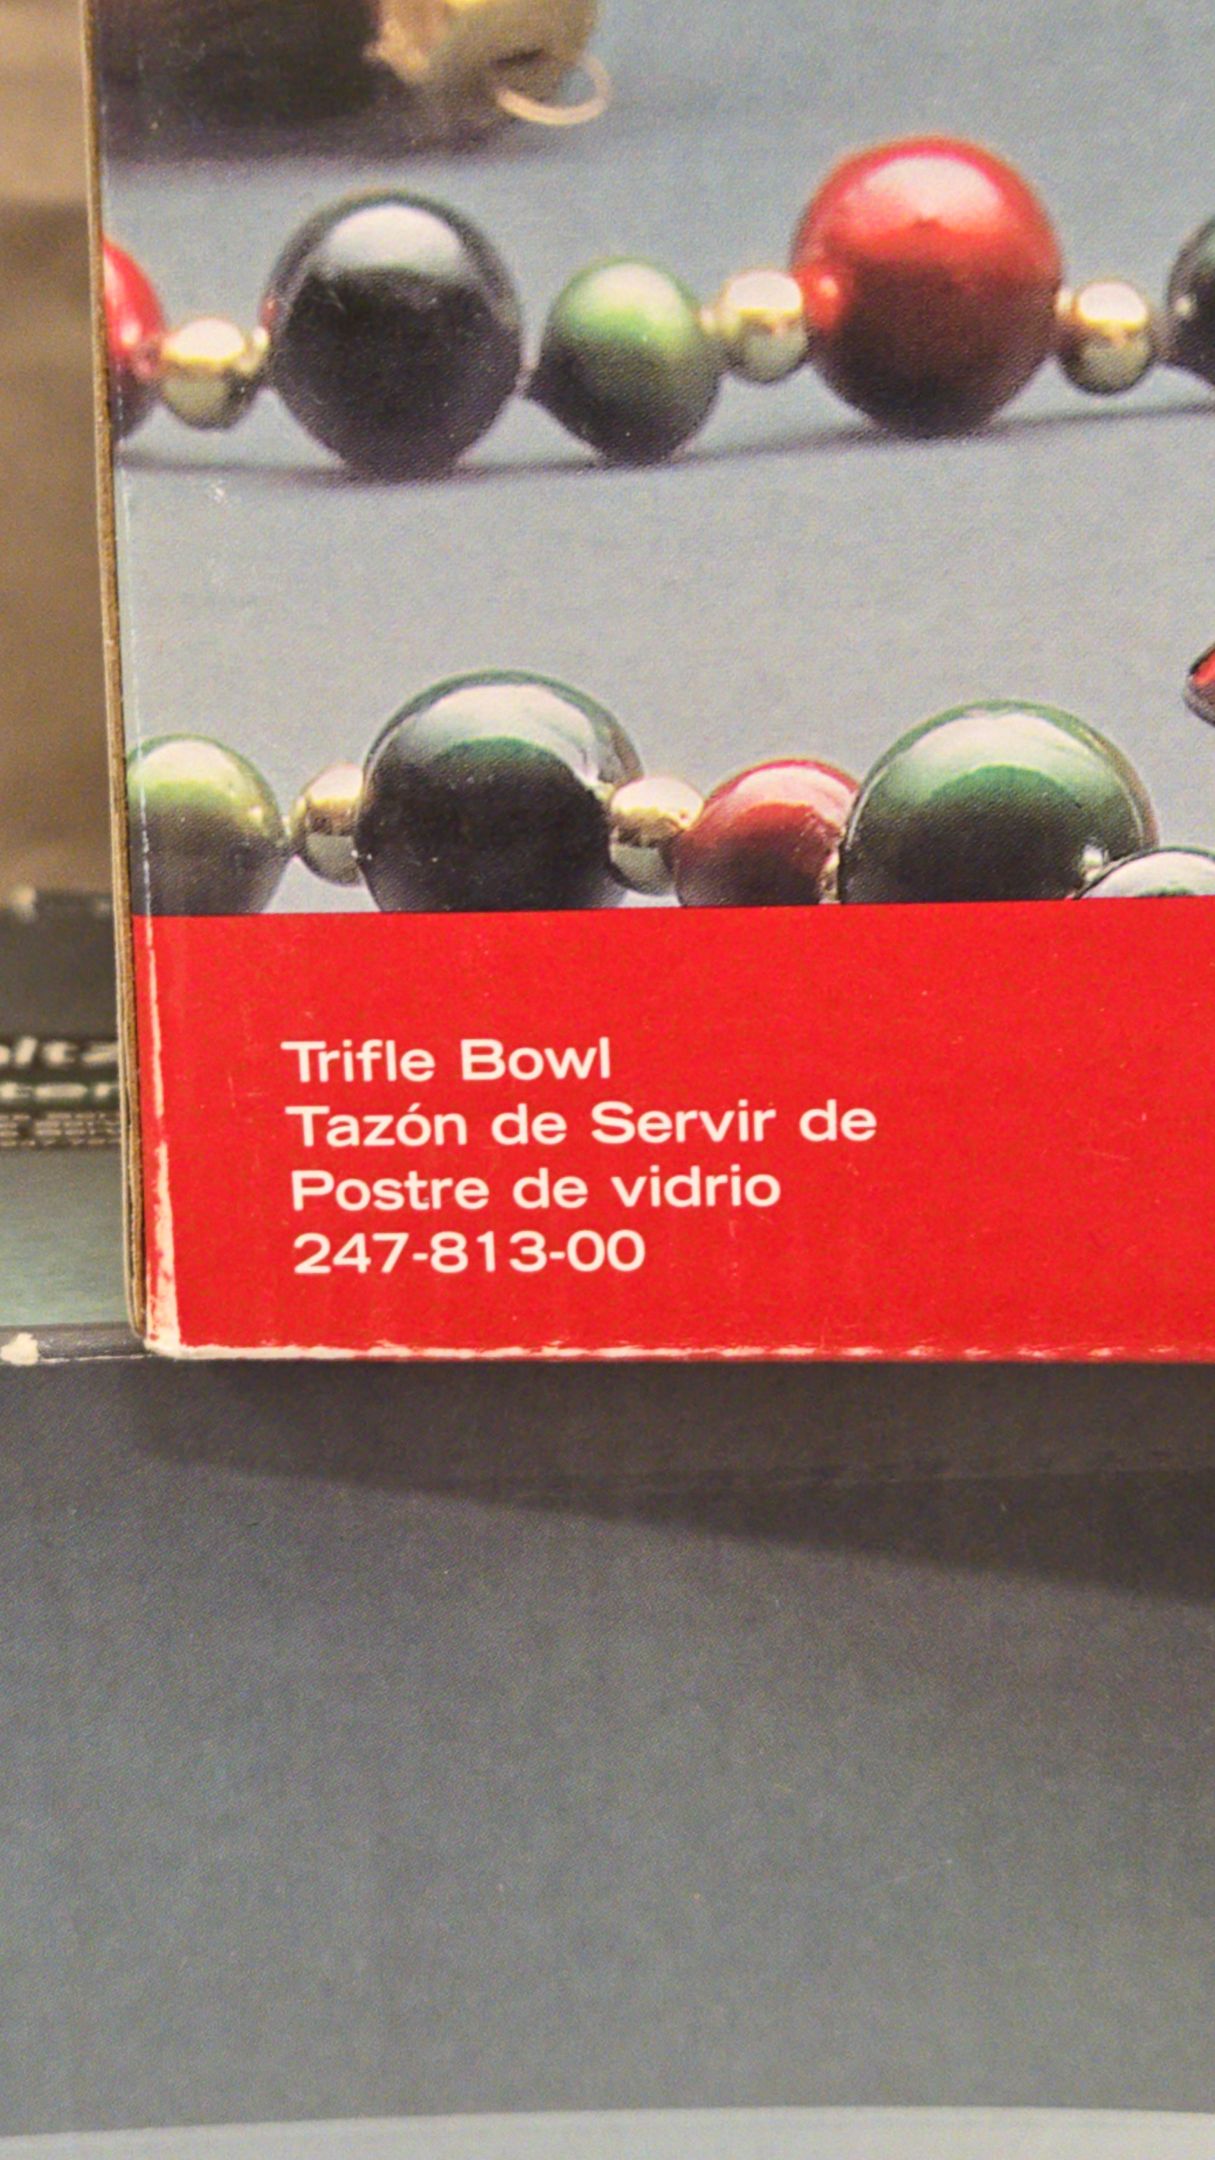 Trifle Bowl
Tazón de Servir de
Postre de vidrio
247-813-00